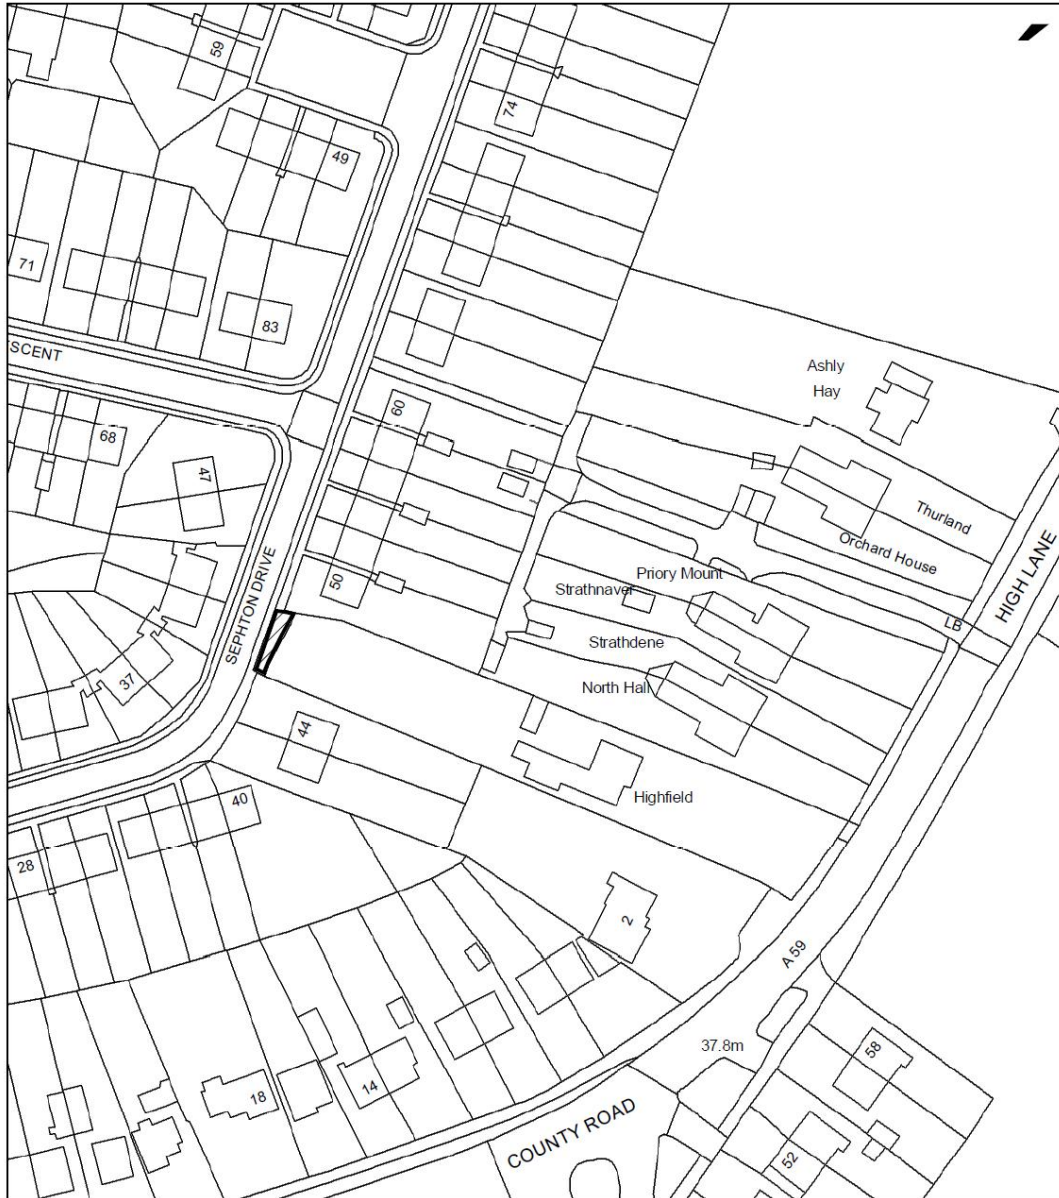 59
74
49
71
83
SCENT
Ashly
Hay
60
68
47
Thurland
Orchard House
HIGH LANE
Priory Mount
50
Strathnaver
SEPHTON DRIVE
LB
Strathdene
37
North Hall
44
Highfield
40
28
2
A 59
37.8m
58
14
18
COUNTY ROAD
52